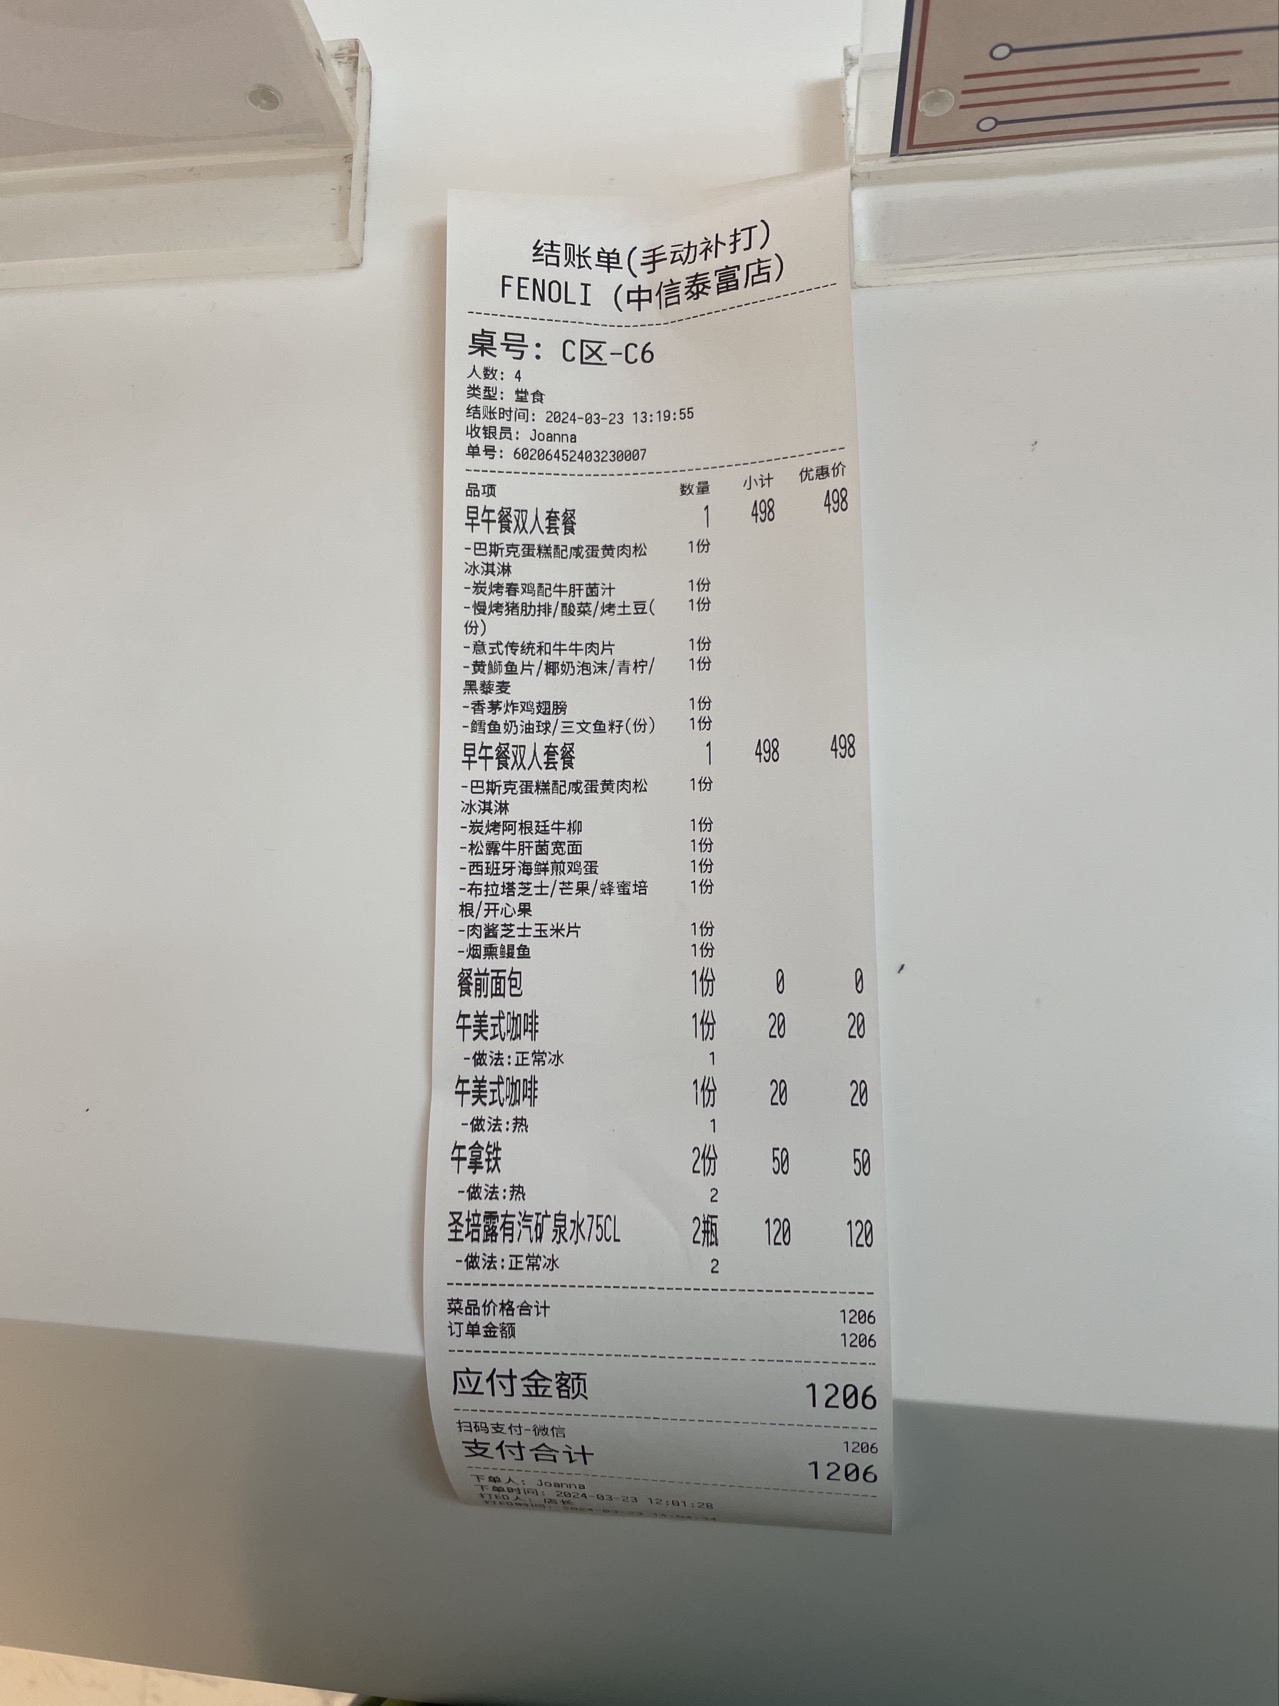 结账单(手动补打)
FENOLI (中信泰富店)
桌号: C区-C6
人数: 4
类型: 堂食
结账时间: 2024-03-23 13:19:55
收银员: Joanna
单号: 60206452403230007
品项 数量 小计 优惠价
早午餐双人套餐 1 498 498
-巴斯克蛋糕配咸蛋黄肉松 1份
冰淇淋
-炭烤春鸡配牛肝菌汁 1份
-慢烤猪肋排/酸菜/烤土豆( 1份
份)
-意式传统和牛牛肉片 1份
-黄鰤鱼片/椰奶泡沫/青柠/ 1份
黑藜麦
-香茅炸鸡翅膀 1份
-鳕鱼奶油球/三文鱼籽(份) 1份
早午餐双人套餐 1 498 498
-巴斯克蛋糕配咸蛋黄肉松 1份
冰淇淋
-炭烤阿根廷牛柳 1份
-松露牛肝菌宽面 1份
-西班牙海鲜煎鸡蛋 1份
-布拉塔芝士/芒果/蜂蜜培 1份
根/开心果
-肉酱芝士玉米片 1份
-烟熏鳗鱼 1份
餐前面包 1份 0 0
午美式咖啡 1份 20 20
-做法:正常冰 1
午美式咖啡 1份 20 20
-做法:热 1
午拿铁 2份 50 50
-做法:热 2
圣培露有汽矿泉水75CL 2瓶 120 120
-做法:正常冰 2
菜品价格合计 1206
订单金额 1206
应付金额 1206
扫码支付-微信 1206
支付合计 1206
下单人: Joanna
下单时间: 2024-03-23 12:01:28
打印人: 店长